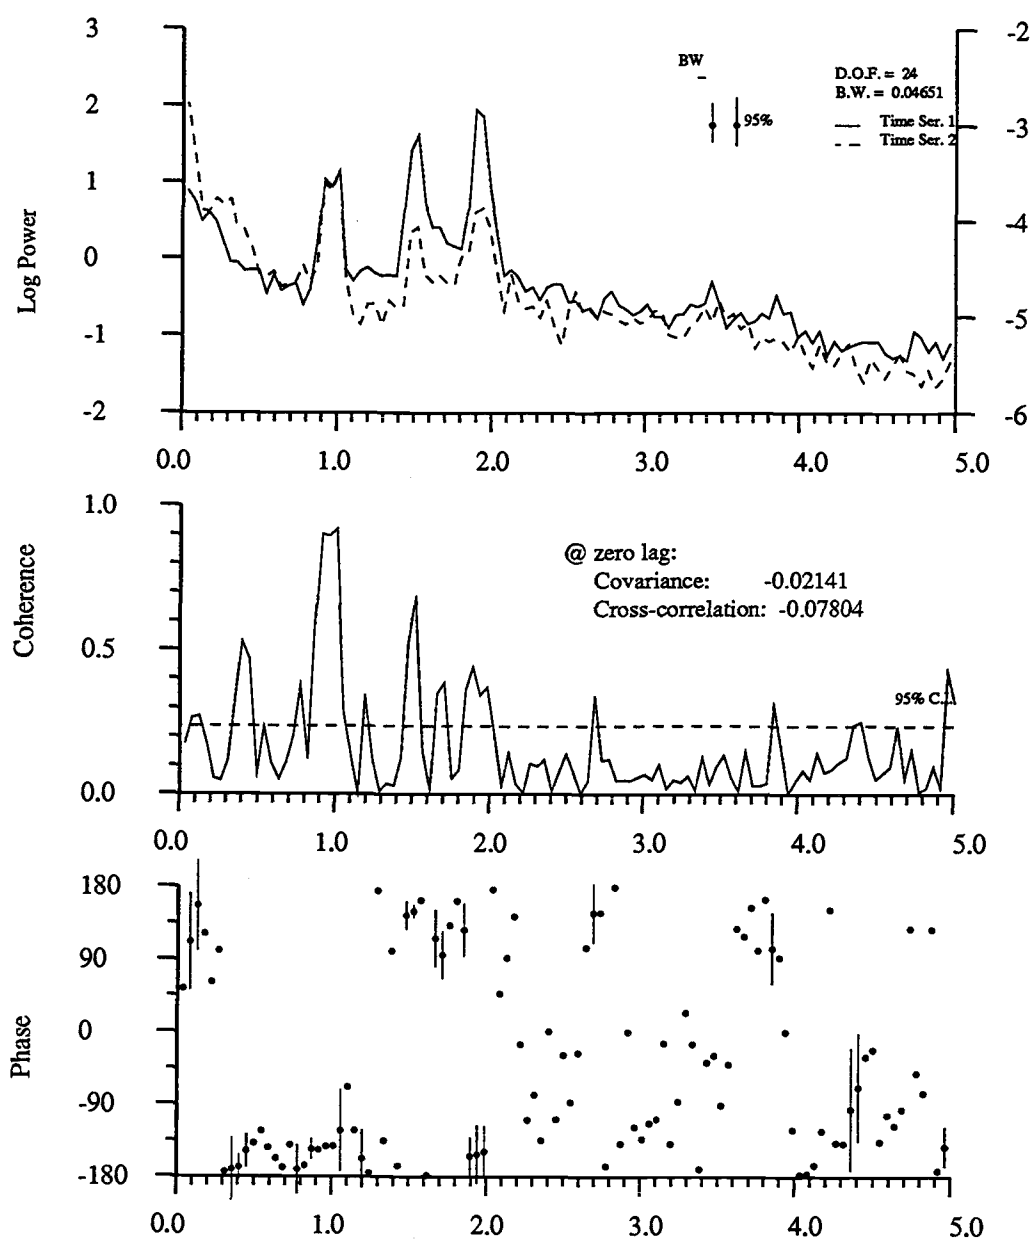 3
2
1
0
-1
-2
Log Power
-2
-3
-4
-5
-6
BW
95%
D.O.F. = 24
B.W. = 0.04651
Time Ser. 1
Time Ser. 2
0.0 1.0 2.0 3.0 4.0 5.0
1.0
0.5
0.0
Coherence
@ zero lag:
Covariance: -0.02141
Cross-correlation: -0.07804
95% C.
0.0 1.0 2.0 3.0 4.0 5.0
180
90
0
-90
-180
Phase
0.0 1.0 2.0 3.0 4.0 5.0